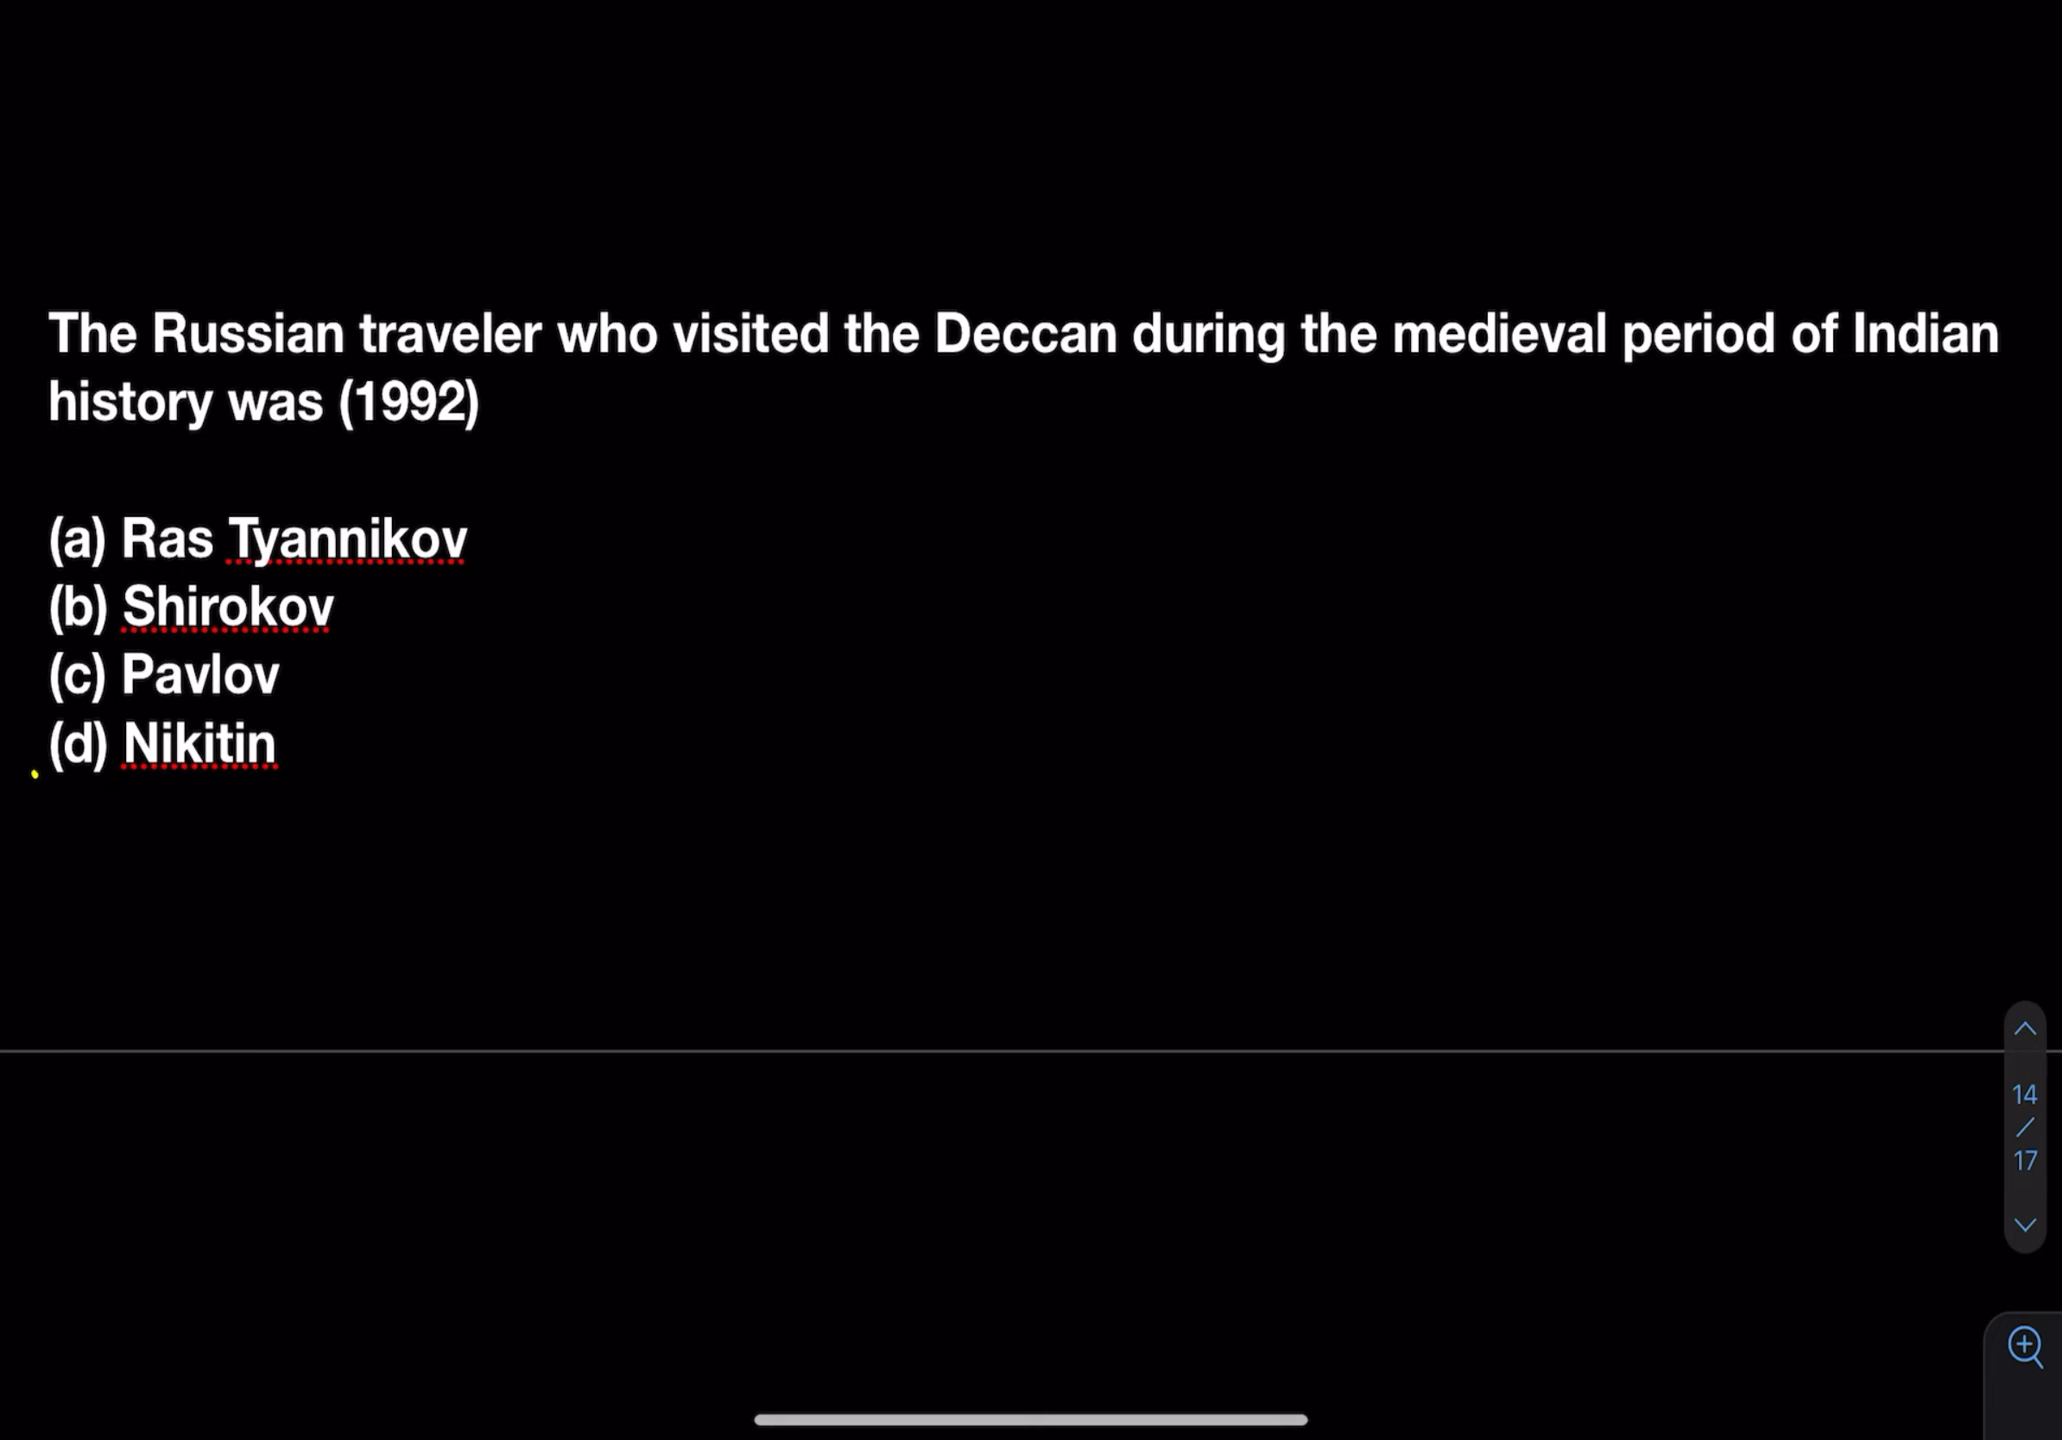 The Russian traveler who visited the Deccan during the medieval period of Indian
history was (1992)
(a) Ras Tyannikov
(b) Shirokov
(c) Pavlov
(d) Nikitin
14
/
17